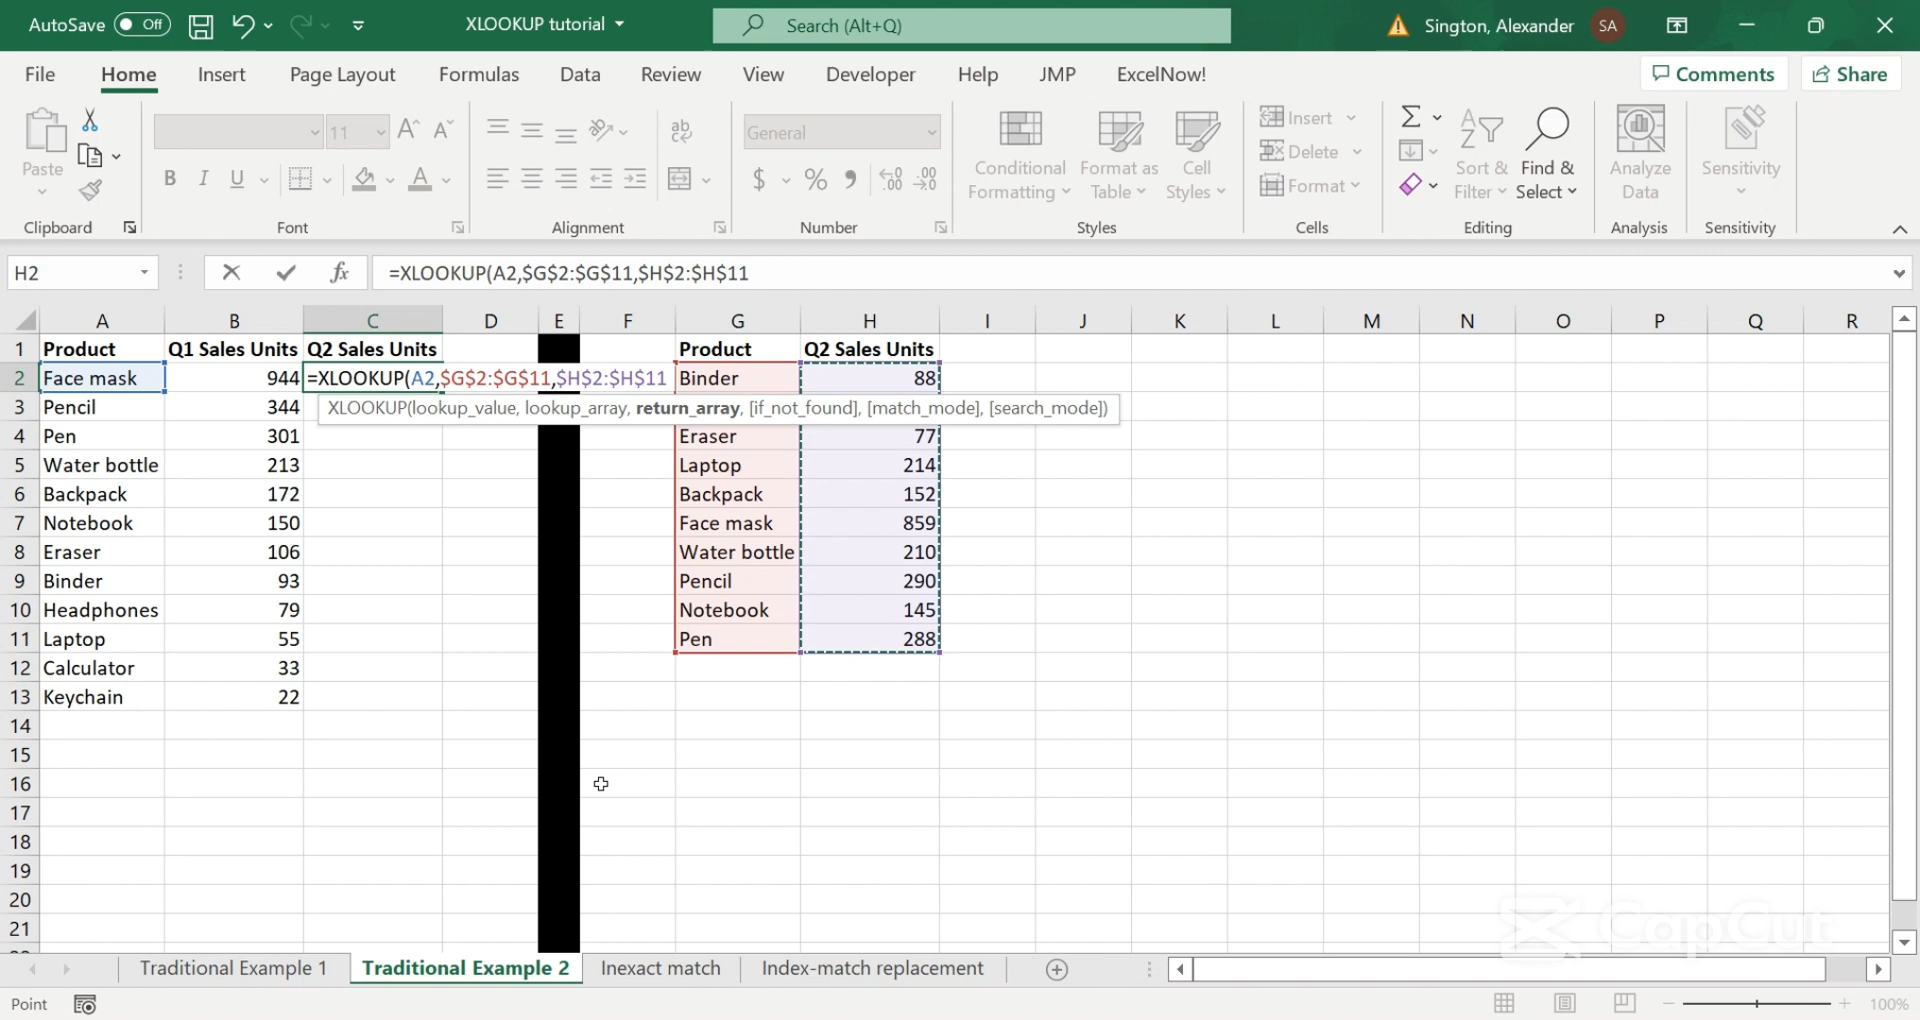 AutoSave Off XLOOKUP tutorial Search (Alt+Q) Sington, Alexander SA
File Home Insert Page Layout Formulas Data Review View Developer Help JMP ExcelNow! Comments Share
Paste
Clipboard
11
B I U A
Font
ab
Alignment
General
$ % , .00
Number
Conditional Formatting
Format as Table
Cell Styles
Styles
Insert
Delete
Format
Cells
Sort & Filter
Find & Select
Editing
Analyze Data
Analysis
Sensitivity
Sensitivity
H2 fx =XLOOKUP(A2,$G$2:$G$11,$H$2:$H$11
A B C D E F G H I J K L M N O P Q R
1 Product Q1 Sales Units Q2 Sales Units Product Q2 Sales Units
2 Face mask 944 =XLOOKUP(A2,$G$2:$G$11,$H$2:$H$11 Binder 88
3 Pencil 344 XLOOKUP(lookup_value, lookup_array, return_array, [if_not_found], [match_mode], [search_mode])
4 Pen 301 Eraser 77
5 Water bottle 213 Laptop 214
6 Backpack 172 Backpack 152
7 Notebook 150 Face mask 859
8 Eraser 106 Water bottle 210
9 Binder 93 Pencil 290
10 Headphones 79 Notebook 145
11 Laptop 55 Pen 288
12 Calculator 33
13 Keychain 22
14
15
16
17
18
19
20
21
CapCut
Traditional Example 1 Traditional Example 2 Inexact match Index-match replacement
Point 100%